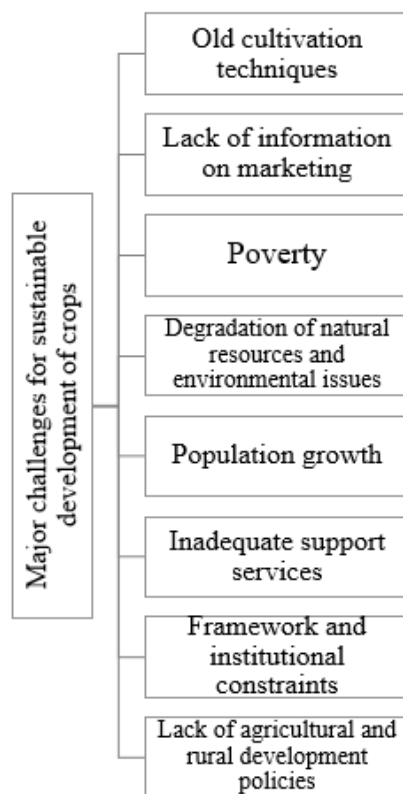 Major challenges for sustainable
development of crops
Old cultivation
techniques
Lack of information
on marketing
Poverty
Degradation of natural
resources and
environmental issues
Population growth
Inadequate support
services
Framework and
institutional
constraints
Lack of agricultural and
rural development
policies